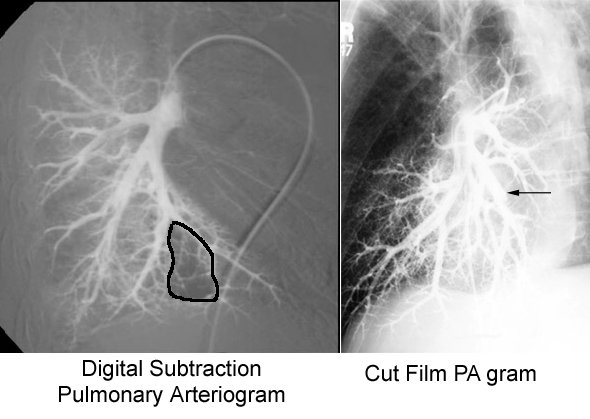 R
Digital Subtraction
Pulmonary Arteriogram
Cut Film PA gram